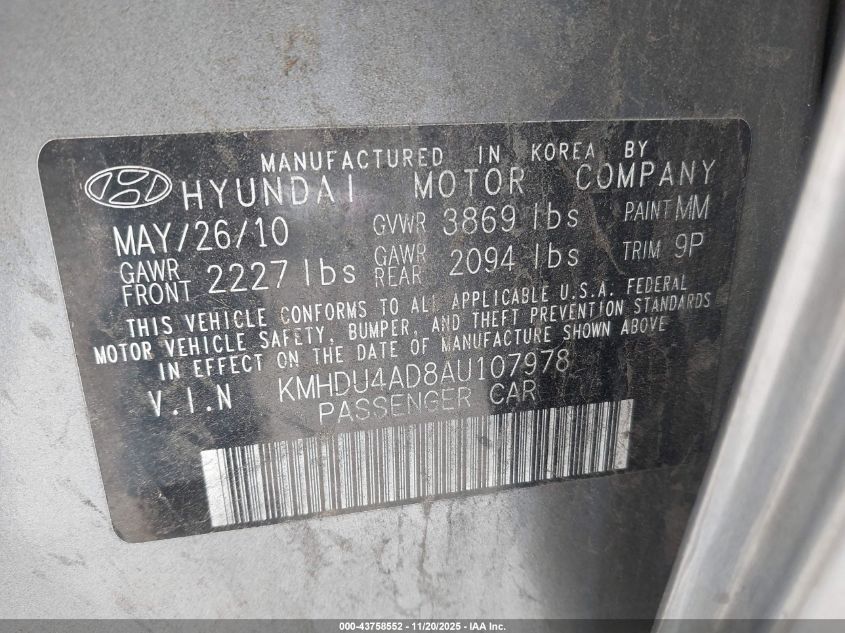 MANUFACTURED IN KOREA BY
HYUNDAI MOTOR COMPANY
MAY/26/10 GVWR 3869 lbs PAINT MM
GAWR FRONT 2227 lbs GAWR REAR 2094 lbs TRIM 9P
THIS VEHICLE CONFORMS TO ALL APPLICABLE U.S.A. FEDERAL
MOTOR VEHICLE SAFETY, BUMPER, AND THEFT PREVENTION STANDARDS
IN EFFECT ON THE DATE OF MANUFACTURE SHOWN ABOVE
V.I.N KMHDU4AD8AU107978
PASSENGER CAR
000-43758552 - 11/20/2025 - IAA Inc.